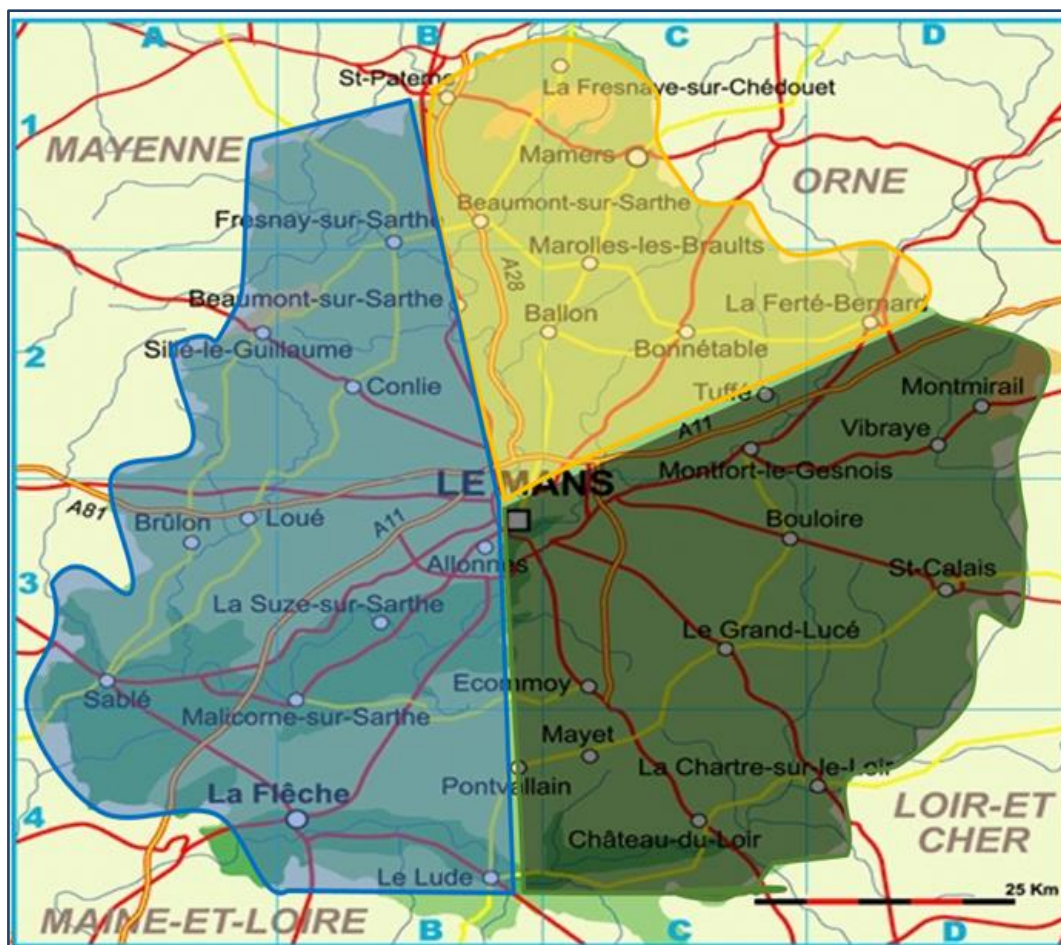 A
B
C
D
St-Paterne
La Fresnaye-sur-Chédouet
1
MAYENNE
Mamers
ORNE
Beaumont-sur-Sarthe
Fresnay-sur-Sarthe
Marolles-les-Braults
A28
Beaumont-sur-Sarthe
La Ferté-Bernard
Ballon
2
Sillé-le-Guillaume
Bonnétable
Conlie
Tuffé
Montmirail
A11
Vibraye
Montfort-le-Gesnois
LE MANS
A81
Brûlon
Loué
A11
Bouloire
Allonnes
3
St-Calais
La Suze-sur-Sarthe
Le Grand-Lucé
Ecommoy
Sablé
Malicorne-sur-Sarthe
Mayet
La Chartre-sur-le-Loir
Pontvallain
La Flèche
4
LOIR-ET
CHER
Château-du-Loir
Le Lude
25 Km
MAINE-ET-LOIRE
B
C
D